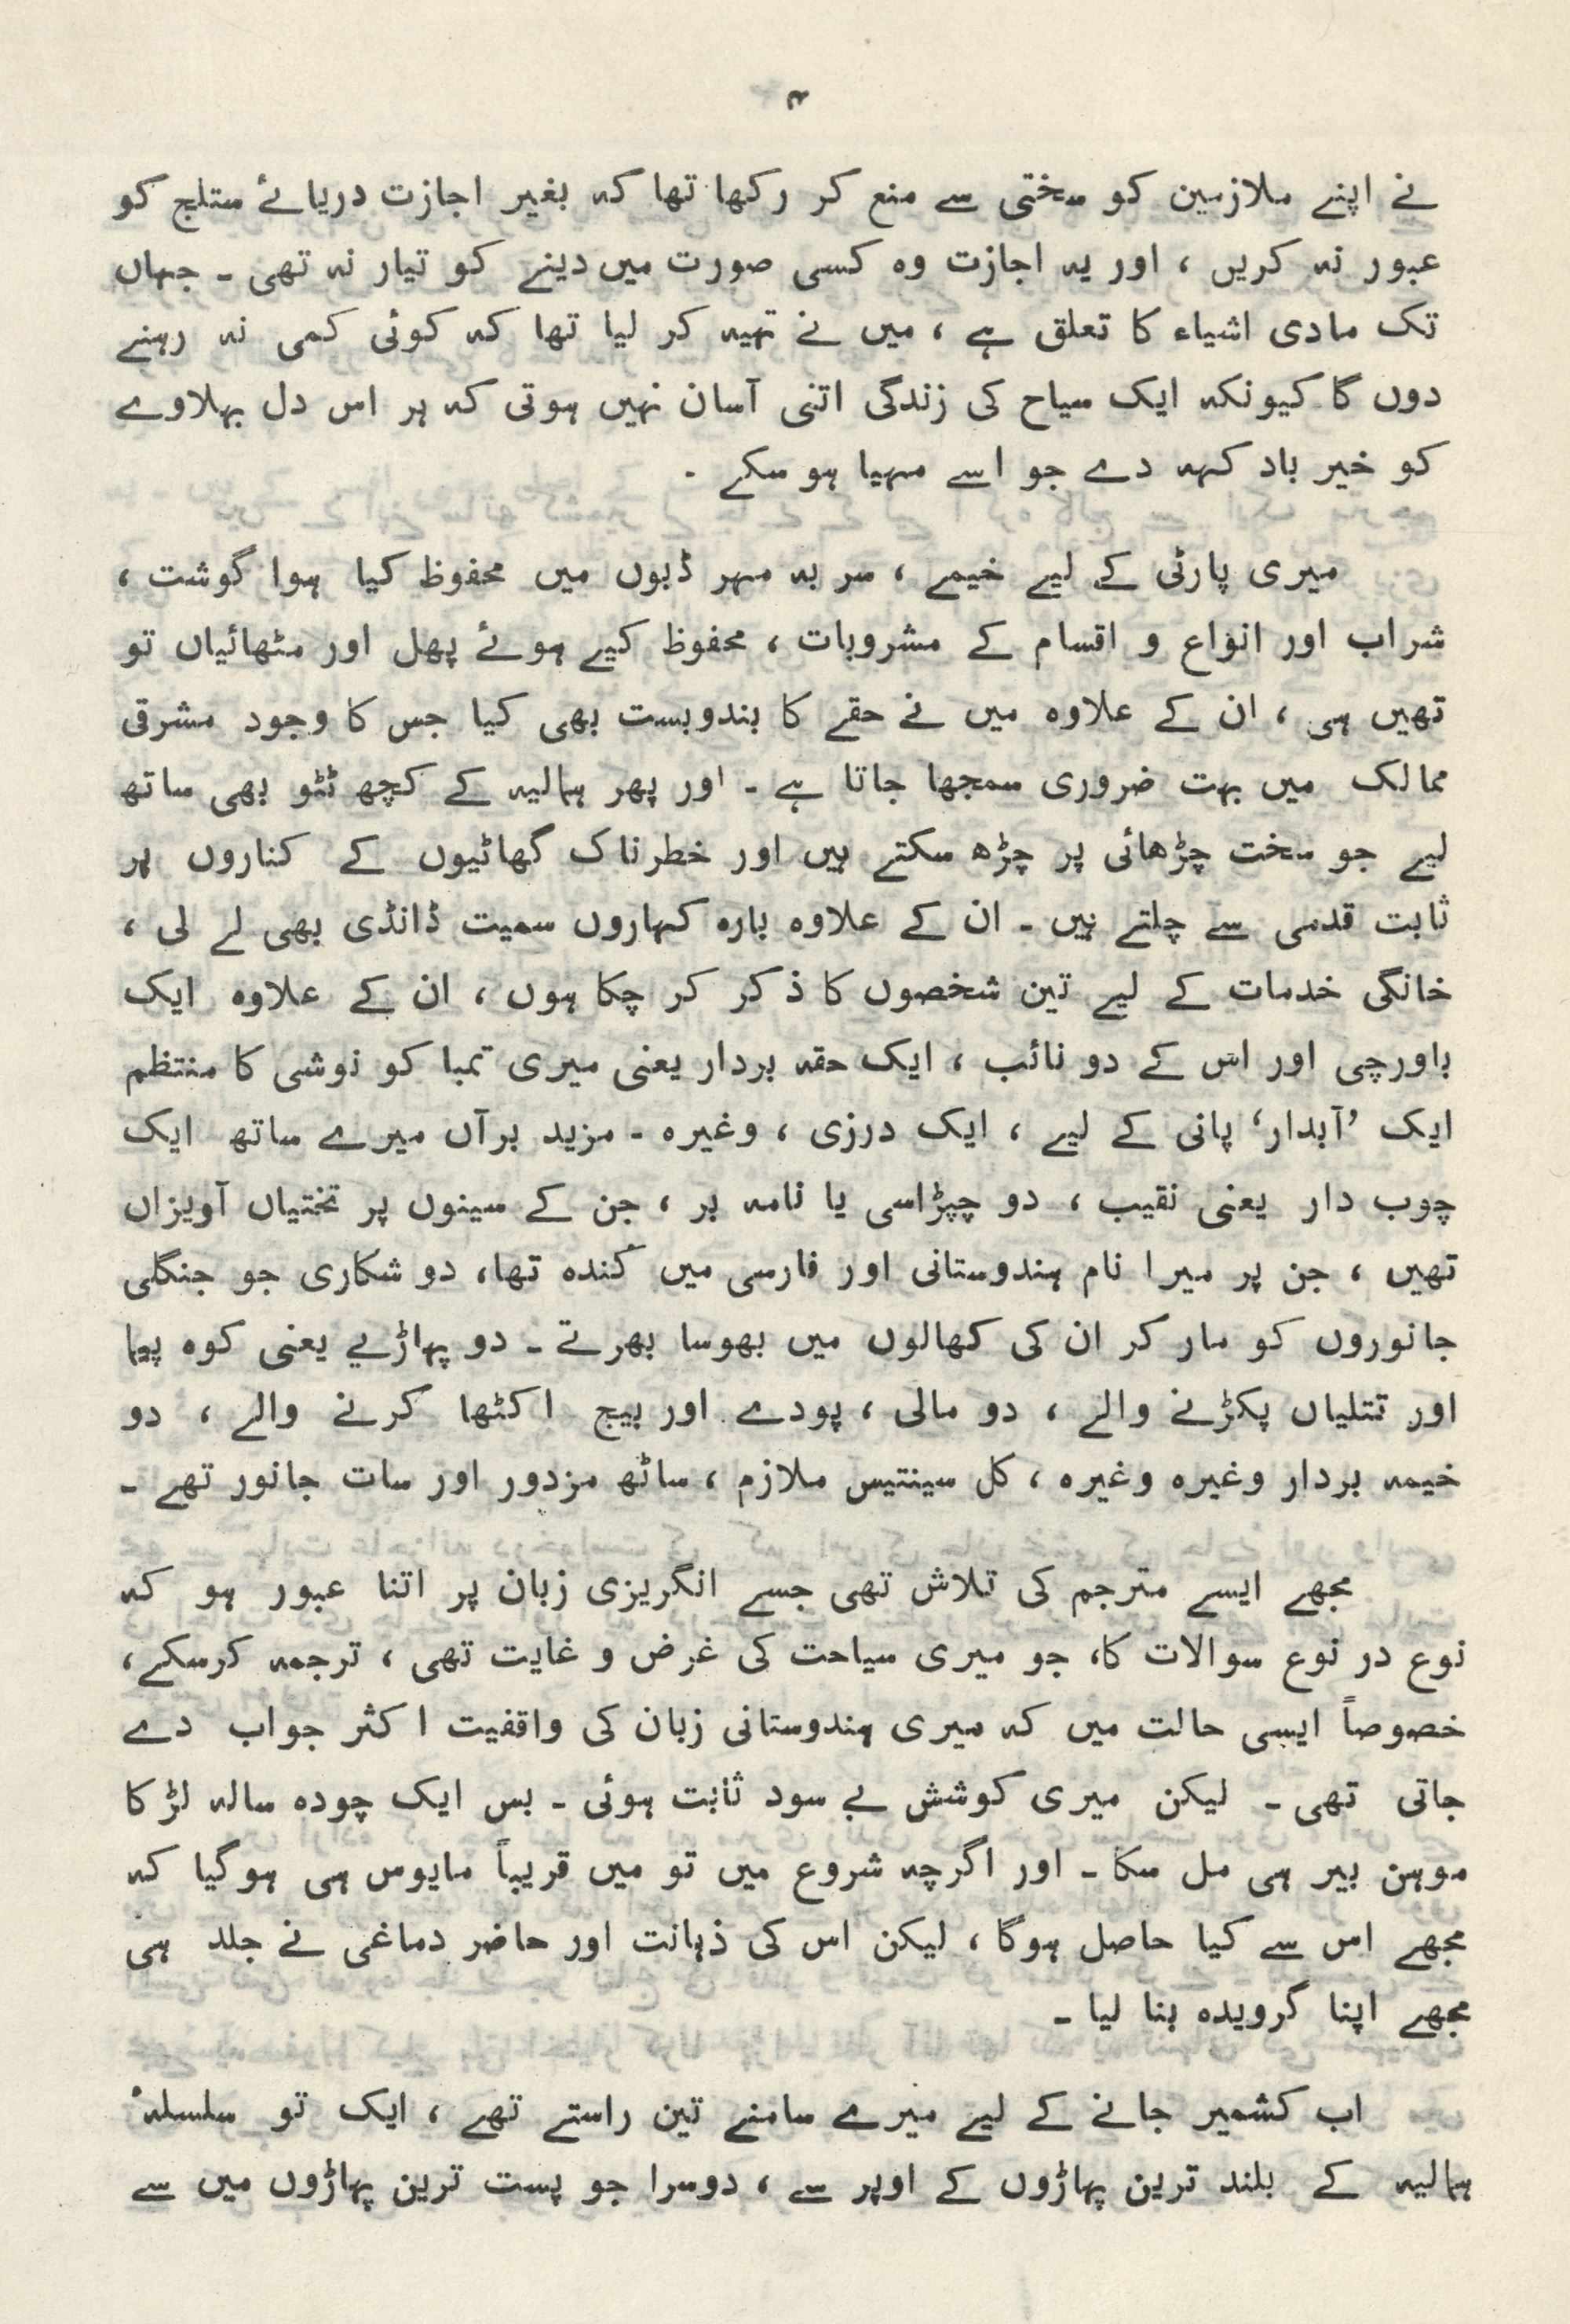 ۴
نے اپنے ملازمین کو سختی سے منع کر رکھا تھا کہ بغیر اجازت دریائے ستلج کو
عبور نہ کریں ، اور یہ اجازت وہ کسی صورت میں دینے کو تیار نہ تھی ۔ جہاں
تک مادی اشیاء کا تعلق ہے ، میں نے تہیہ کر لیا تھا کہ کوئی کمی نہ رہنے
دوں گا کیونکہ ایک سیاح کی زندگی اتنی آسان نہیں ہوتی کہ ہر اس دل بہلاوے
کو خیر باد کہہ دے جو اسے مہیا ہو سکے ۔
میری پارٹی کے لیے خیمے ، سر بہ مہر ڈبوں میں محفوظ کیا ہوا گوشت ،
شراب اور انواع و اقسام کے مشروبات ، محفوظ کیے ہوئے پھل اور مٹھائیاں تو
تھیں ہی ، ان کے علاوہ میں نے حقے کا بندوبست بھی کیا جس کا وجود مشرقی
ممالک میں بہت ضروری سمجھا جاتا ہے ۔ اور پھر ہمالیہ کے کچھ ٹٹو بھی ساتھ
لیے جو سخت چڑھائی پر چڑھ سکتے ہیں اور خطرناک گھاٹیوں کے کناروں پر
ثابت قدمی سے چلتے ہیں ۔ ان کے علاوہ بارہ کہاروں سمیت ڈانڈی بھی لے لی ،
خانگی خدمات کے لیے تین شخصوں کا ذکر کر چکا ہوں ، ان کے علاوہ ایک
باورچی اور اس کے دو نائب ، ایک حقہ بردار یعنی میری تمبا کو نوشی کا منتظم
ایک ’آبدار‘ پانی کے لیے ، ایک درزی ، وغیرہ ۔ مزید برآں میرے ساتھ ایک
چوب دار یعنی نقیب ، دو چپڑاسی یا نامہ بر ، جن کے سینوں پر تختیاں آویزاں
تھیں ، جن پر میرا نام ہندوستانی اور فارسی میں کُندہ تھا، دو شکاری جو جنگلی
جانوروں کو مار کر ان کی کھالوں میں بھوسا بھرتے ۔ دو پہاڑیے یعنی کوہ پیما
اور تتلیاں پکڑنے والے ، دو مالی ، پودے اور بیج اکٹھا کرنے والے ، دو
خیمہ بردار وغیرہ وغیرہ ، کل سینتیس ملازم ، ساٹھ مزدور اور سات جانور تھے ۔
مجھے ایسے مترجم کی تلاش تھی جسے انگریزی زبان پر اتنا عبور ہو کہ
نوع در نوع سوالات کا، جو میری سیاحت کی غرض و غایت تھی ، ترجمہ کرسکے،
خصوصاً ایسی حالت میں کہ میری ہندوستانی زبان کی واقفیت اکثر جواب دے
جاتی تھی ۔ لیکن میری کوشش بے سود ثابت ہوئی ۔ بس ایک چودہ سالہ لڑکا
موہن بیر ہی مل سکا ۔ اور اگرچہ شروع میں تو میں قریباً مایوس ہی ہوگیا کہ
مجھے اس سے کیا حاصل ہوگا ، لیکن اس کی ذہانت اور حاضر دماغی نے جلد ہی
مجھے اپنا گرویدہ بنا لیا ۔
اب کشمیر جانے کے لیے میرے سامنے تین راستے تھے ، ایک تو سلسلۂ
ہمالیہ کے بلند ترین پہاڑوں کے اوپر سے ، دوسرا جو پست ترین پہاڑوں میں سے